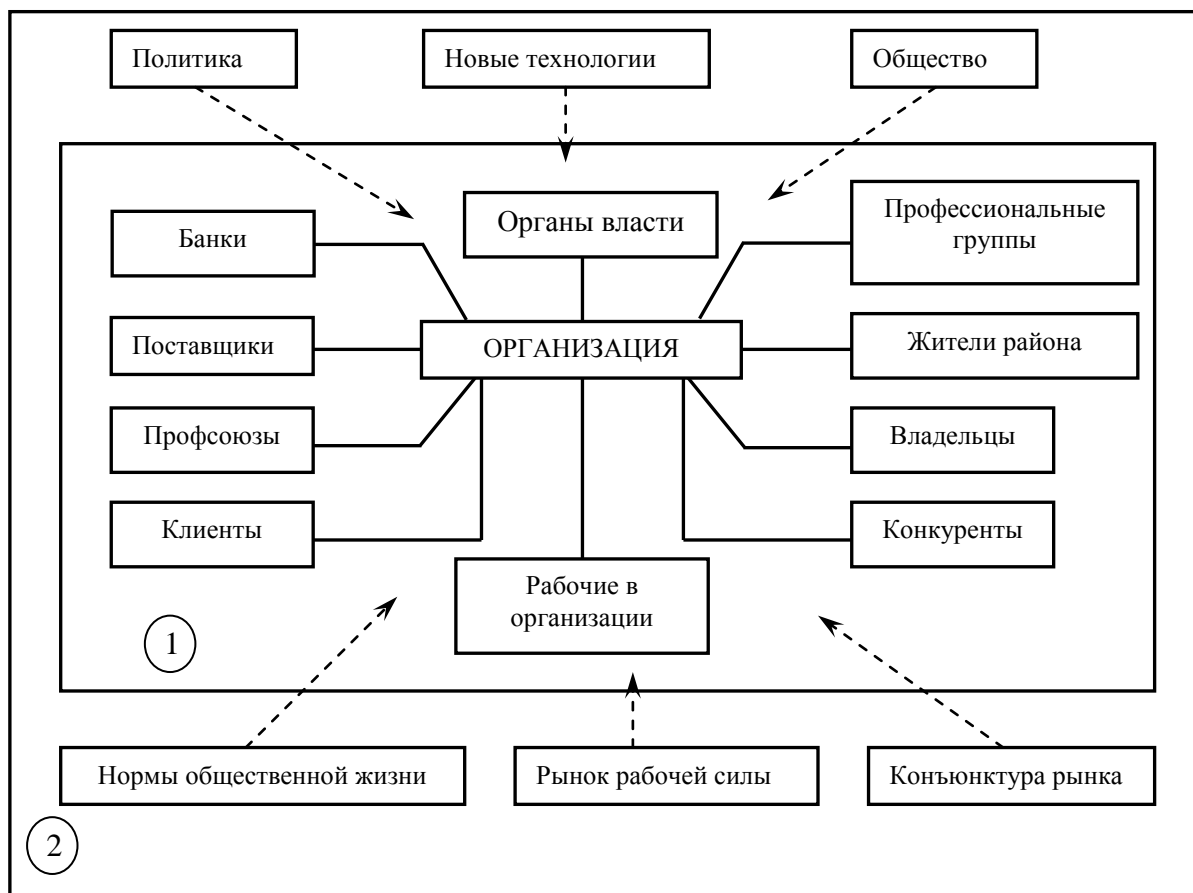 Политика
Новые технологии
Общество
Органы власти
Профессиональные
группы
Банки
Поставщики
ОРГАНИЗАЦИЯ
Жители района
Профсоюзы
Владельцы
Клиенты
Конкуренты
Рабочие в
организации
1
Нормы общественной жизни
Рынок рабочей силы
Конъюнктура рынка
2